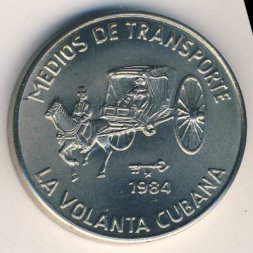 MEDIOS DE TRANSPORTE
1984
LA VOLANTA CUBANA